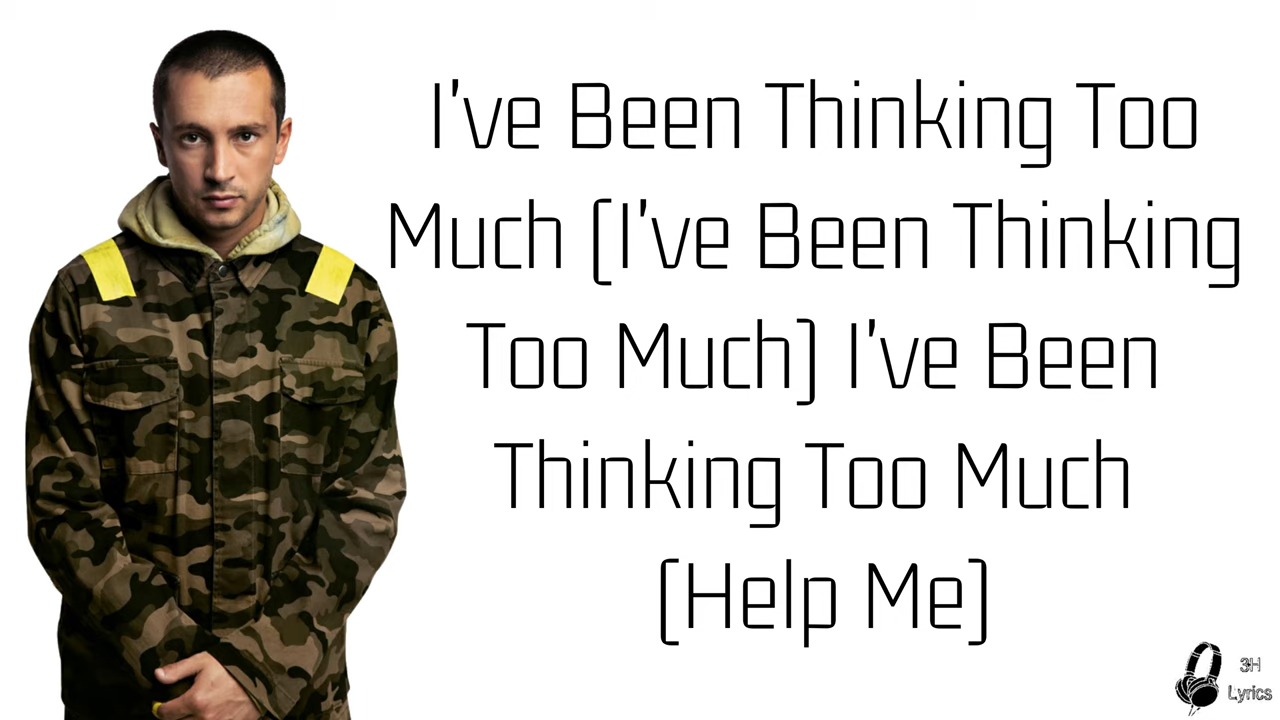 I've Been Thinking Too
Much (I've Been Thinking
Too Much) I've Been
Thinking Too Much
(Help Me)
3H
Lyrics